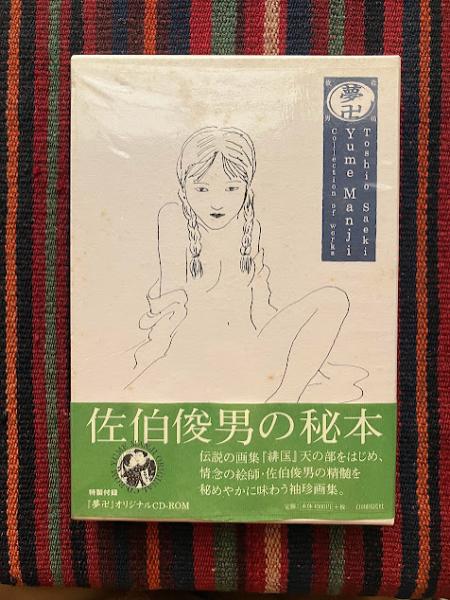 佐伯
俊男
夢卍
Toshio Saeki
Yume Manji
Collection of works
佐伯俊男の秘本
伝説の画集『緋匣』天の部をはじめ、
情念の絵師・佐伯俊男の精髄を
秘めやかに味わう袖珍画集。
特製付録
『夢卍』オリジナルCD-ROM